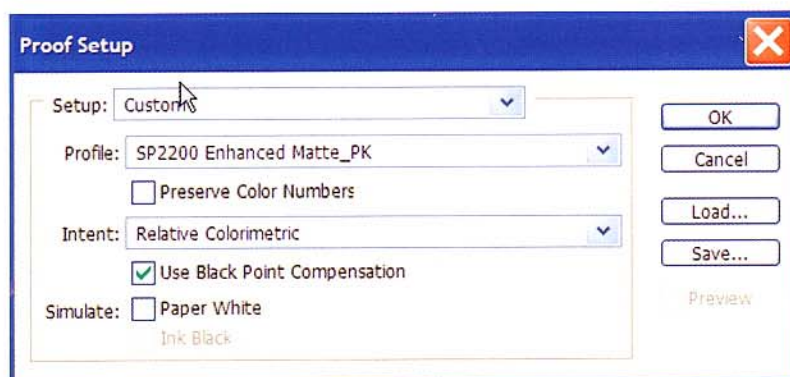 Proof Setup
Setup: Custom
OK
Profile: SP2200 Enhanced Matte_PK
Cancel
Preserve Color Numbers
Load...
Intent: Relative Colorimetric
Save...
Use Black Point Compensation
Simulate: Paper White
Preview
Ink Black